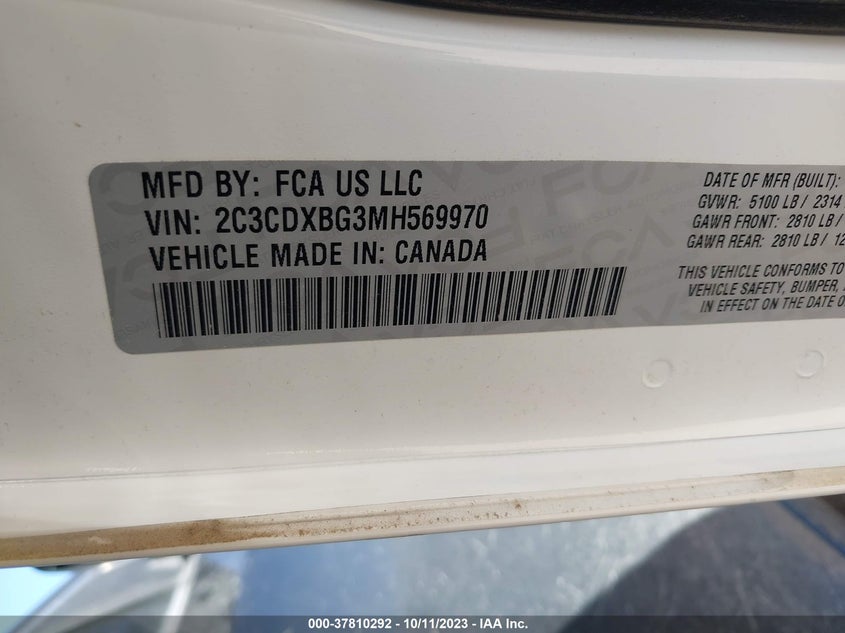 MFD BY: FCA US LLC
VIN: 2C3CDXBG3MH569970
VEHICLE MADE IN: CANADA
DATE OF MFR (BUILT):
GVWR: 5100 LB / 2314
GAWR FRONT: 2810 LB /
GAWR REAR: 2810 LB / 12
THIS VEHICLE CONFORMS TO
VEHICLE SAFETY, BUMPER,
IN EFFECT ON THE DATE O
000-37810292 - 10/11/2023 - IAA Inc.